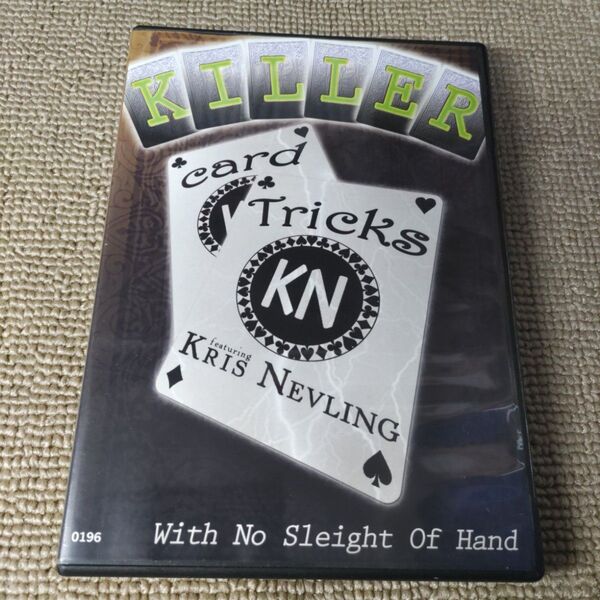 KILLER
card
Tricks
KN
featuring
KRIS NEVLING
0196
With No Sleight Of Hand